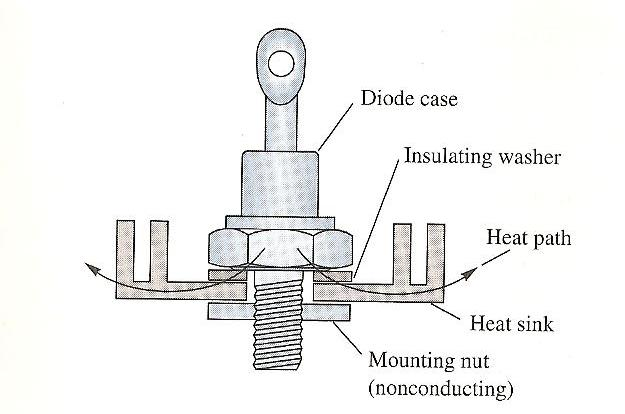 Diode case
Insulating washer
Heat path
Heat sink
Mounting nut
(nonconducting)